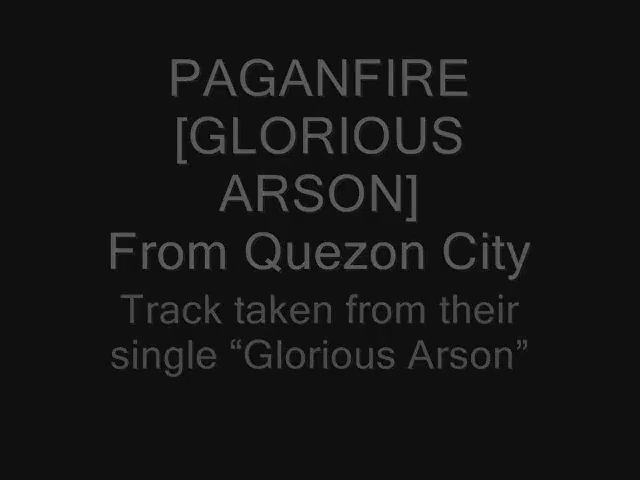 PAGANFIRE
[GLORIOUS
ARSON]
From Quezon City
Track taken from their
single “Glorious Arson”